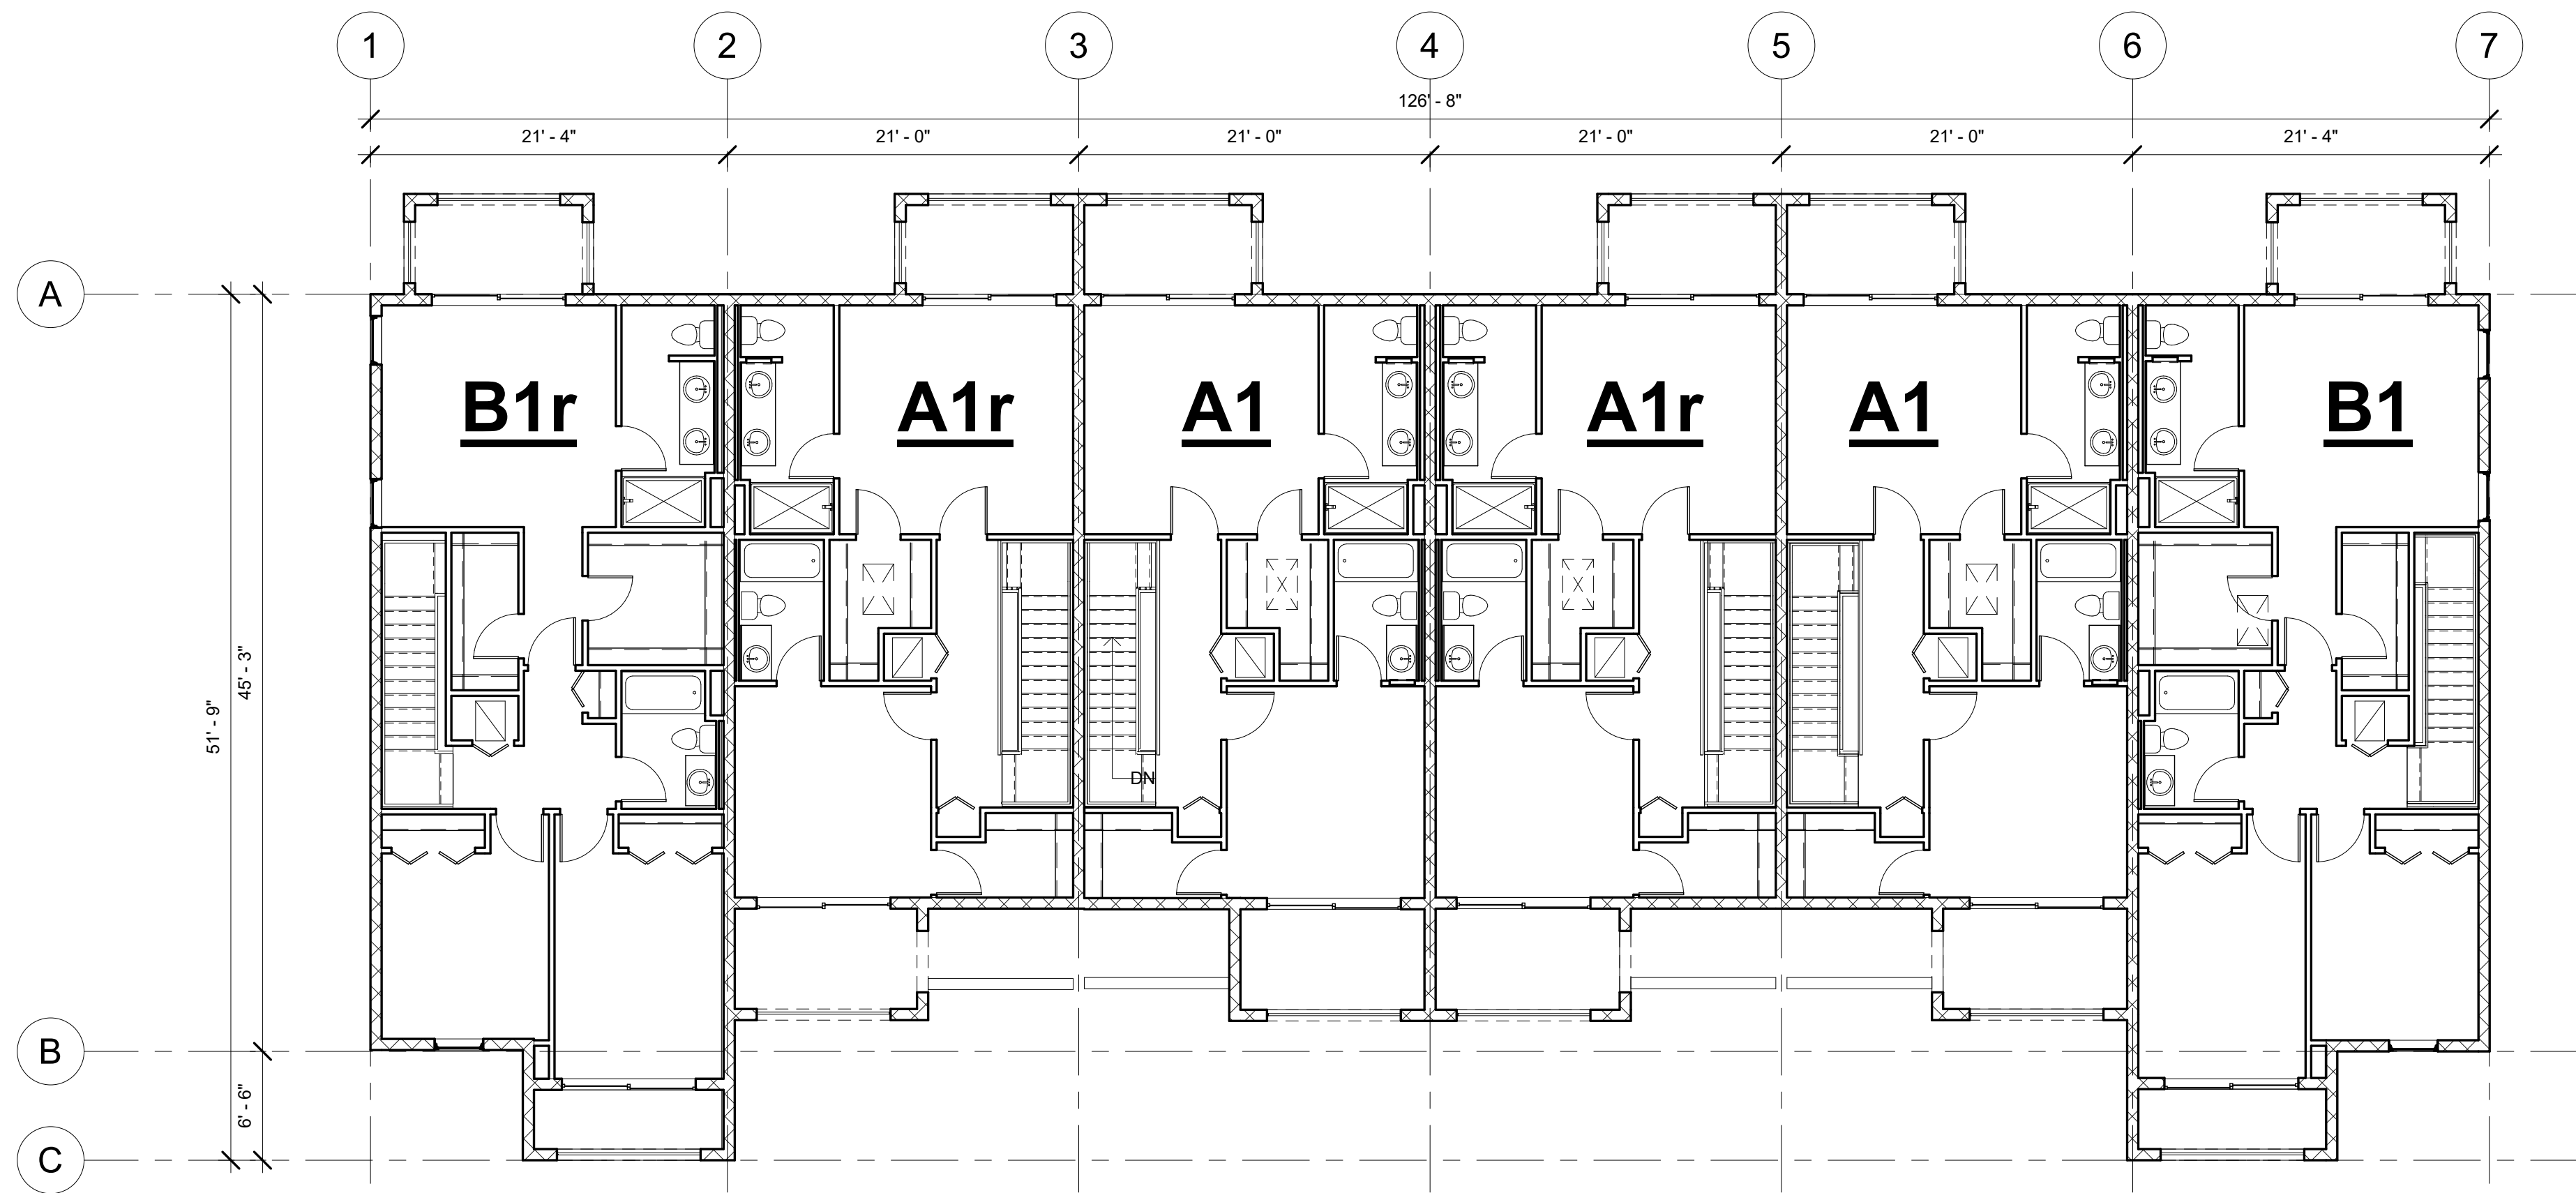 1 2 3 4 5 6 7
126' - 8"
21' - 4" 21' - 0" 21' - 0" 21' - 0" 21' - 0" 21' - 4"
A
B1r A1r A1 A1r A1 B1
51' - 9"
45' - 3"
DN
B
6' - 6"
C